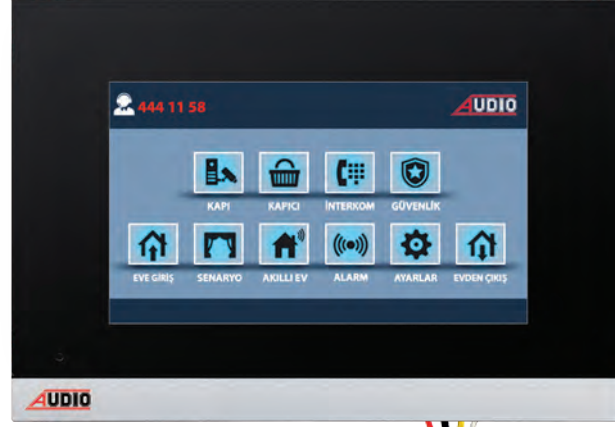 444 11 58
AUDIO
KAPI
KAPICI
İNTERKOM
GÜVENLİK
EVE GİRİŞ
SENARYO
AKILLI EV
ALARM
AYARLAR
EVDEN ÇIKIŞ
AUDIO